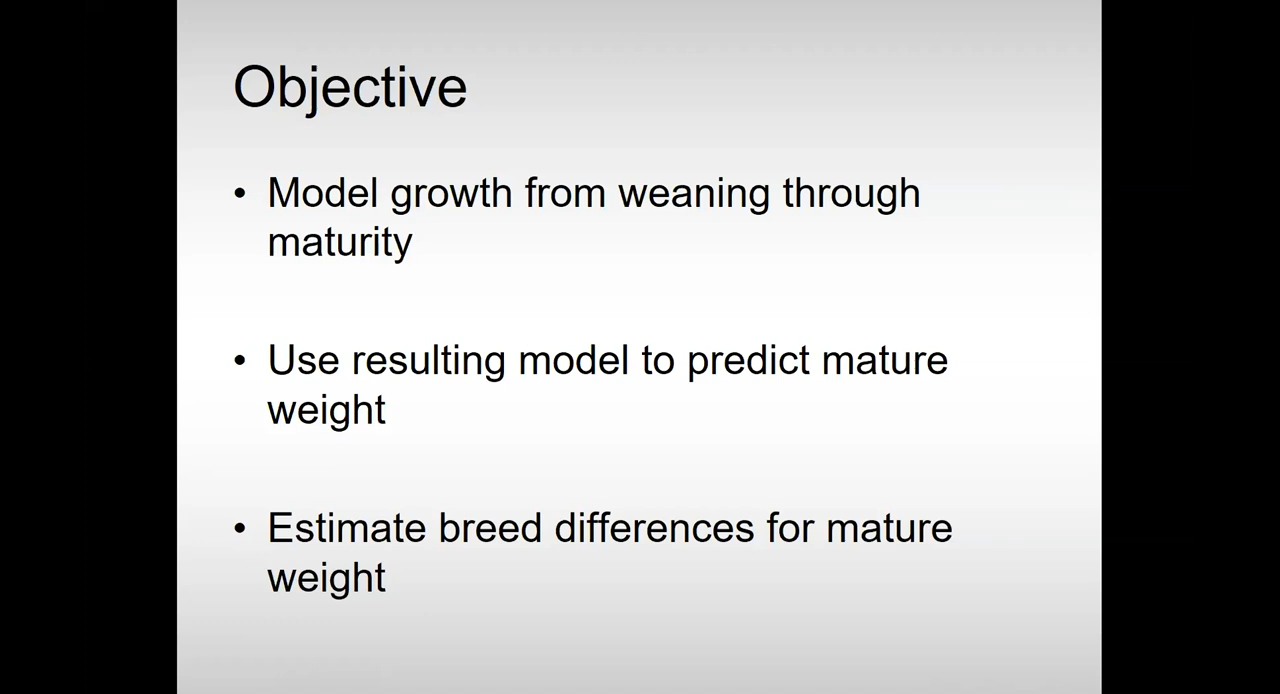 Objective
• Model growth from weaning through
maturity
• Use resulting model to predict mature
weight
• Estimate breed differences for mature
weight